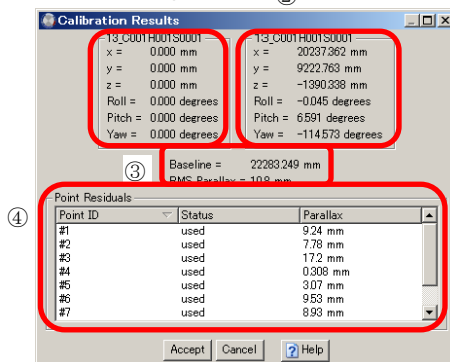 ②
Calibration Results
13_C001H001S0001 13_C001H001S0001
x = 0.000 mm x = 20237.362 mm
y = 0.000 mm y = 9222.763 mm
z = 0.000 mm z = -1390.338 mm
Roll = 0.000 degrees Roll = -0.045 degrees
Pitch = 0.000 degrees Pitch = 6.591 degrees
Yaw = 0.000 degrees Yaw = -114.573 degrees
③ Baseline = 22283.249 mm
RMS Parallax = 10.8 mm
④ Point Residuals
Point ID Status Parallax
#1 used 9.24 mm
#2 used 7.78 mm
#3 used 17.2 mm
#4 used 0.308 mm
#5 used 3.07 mm
#6 used 9.53 mm
#7 used 8.93 mm
Accept Cancel ? Help